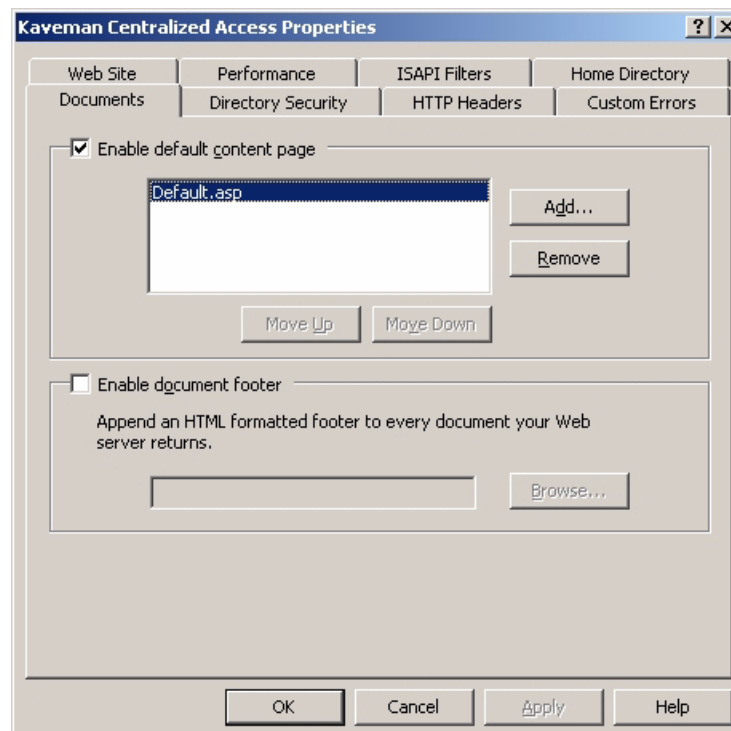 Kaveman Centralized Access Properties
Web Site Performance ISAPI Filters Home Directory
Documents Directory Security HTTP Headers Custom Errors
Enable default content page
Default.asp
Add...
Remove
Move Up Move Down
Enable document footer
Append an HTML formatted footer to every document your Web
server returns.
Browse...
OK Cancel Apply Help